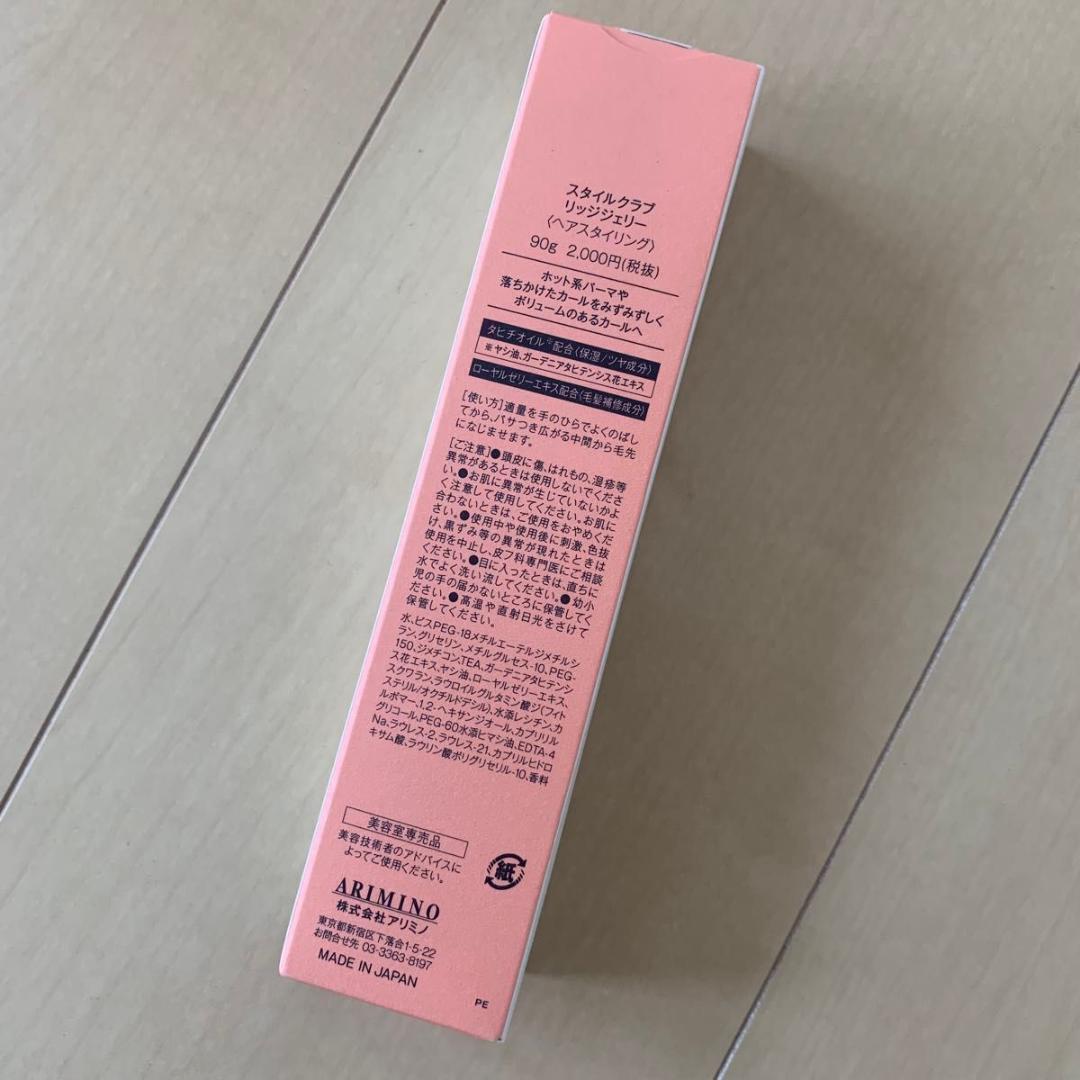 スタイルクラブ
リッジジェリー
〈ヘアスタイリング〉
90g 2,000円(税抜)
ホット系パーマや
落ちかけたカールをみずみずしく
ボリュームのあるカールへ
タヒチオイル※配合〈保湿/ツヤ成分〉
※ヤシ油、ガーデニアタヒテンシス花エキス
ローヤルゼリーエキス配合〈毛髪補修成分〉
[使い方]適量を手のひらでよくのばし
てから、パサつき広がる中間から毛先
になじませます。
[ご注意]●頭皮に傷、はれもの、湿疹等
異常があるときは使用しないでくださ
い。●お肌に異常が生じていないかよ
く注意して使用してください。お肌に
合わないときは、ご使用をおやめくだ
さい。●使用中や使用後に刺激、色抜
け、黒ずみ等の異常が現れたときは
使用を中止し、皮フ科専門医にご相談
ください。●目に入ったときは、直ちに
水でよく洗い流してください。●幼小
児の手の届かないところに保管してく
ださい。●高温や直射日光をさけて
保管してください。
水、ビスPEG-18メチルエーテルジメチルシ
ラン、グリセリン、メチルグルセス-10、PEG-
150、ジメチコン、TEA、ガーデニアタヒテンシ
ス花エキス、ヤシ油、ローヤルゼリーエキス、
スクワラン、ラウロイルグルタミン酸ジ(フィト
ステリル/オクチルドデシル)、水添レシチン、カ
ルボマー、1,2-ヘキサンジオール、カプリリル
グリコール、PEG-60水添ヒマシ油、EDTA-4
Na、ラウレス-2、ラウレス-21、カプリルヒドロ
キサム酸、ラウリン酸ポリグリセリル-10、香料
美容室専売品
美容技術者のアドバイスに
よってご使用ください。
紙
ARIMINO
株式会社アリミノ
東京都新宿区下落合1-5-22
お問合せ先 03-3363-8197
MADE IN JAPAN
PE